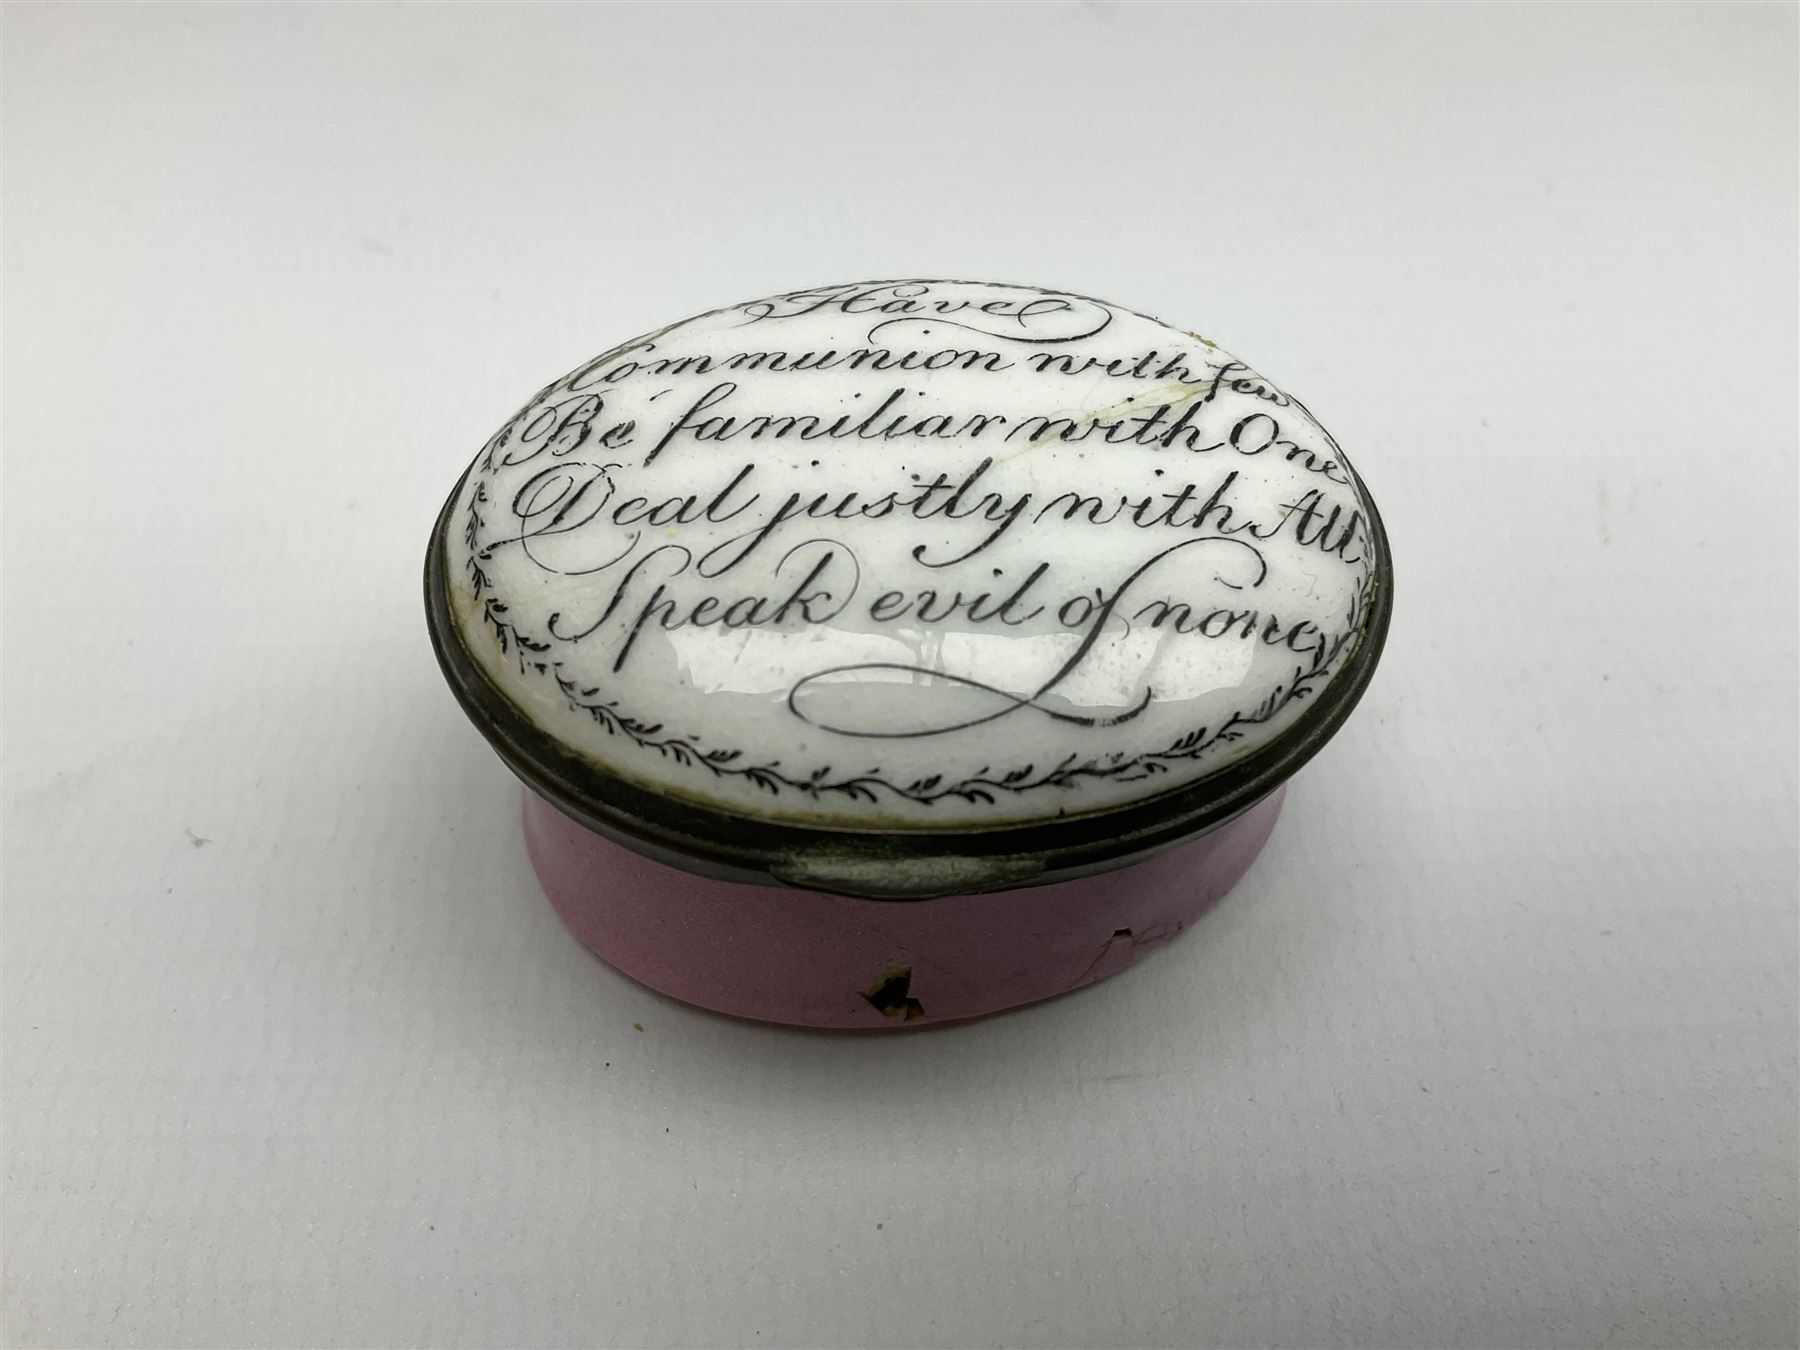 Have
Communion with few
Be familiar with One
Deal justly with All
Speak evil of none